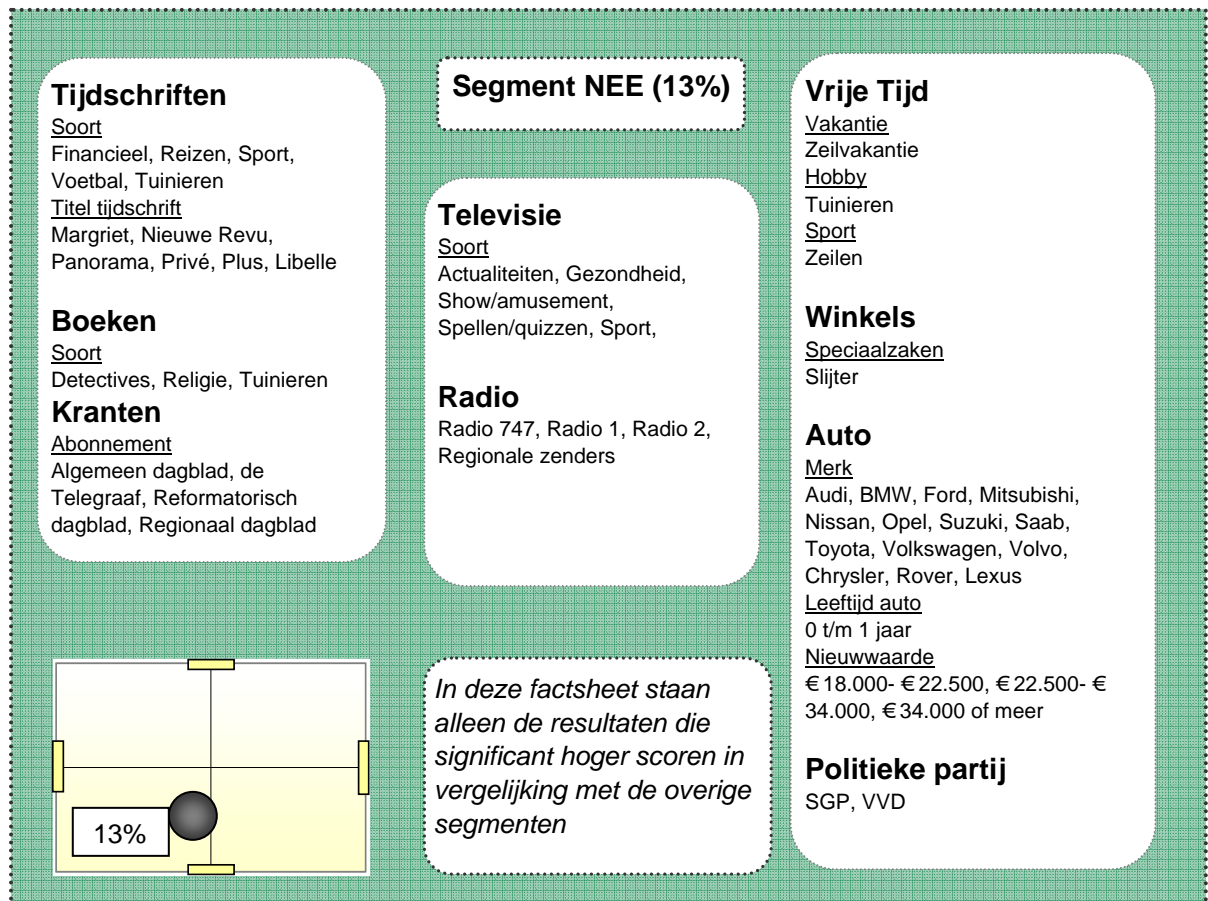 Tijdschriften
Soort
Financieel, Reizen, Sport,
Voetbal, Tuinieren
Titel tijdschrift
Margriet, Nieuwe Revu,
Panorama, Privé, Plus, Libelle
Boeken
Soort
Detectives, Religie, Tuinieren
Kranten
Abonnement
Algemeen dagblad, de
Telegraaf, Reformatorisch
dagblad, Regionaal dagblad
13%
Segment NEE (13%)
Televisie
Soort
Actualiteiten, Gezondheid,
Show/amusement,
Spellen/quizzen, Sport,
Radio
Radio 747, Radio 1, Radio 2,
Regionale zenders
In deze factsheet staan
alleen de resultaten die
significant hoger scoren in
vergelijking met de overige
segmenten
Vrije Tijd
Vakantie
Zeilvakantie
Hobby
Tuinieren
Sport
Zeilen
Winkels
Speciaalzaken
Slijter
Auto
Merk
Audi, BMW, Ford, Mitsubishi,
Nissan, Opel, Suzuki, Saab,
Toyota, Volkswagen, Volvo,
Chrysler, Rover, Lexus
Leeftijd auto
0 t/m 1 jaar
Nieuwwaarde
€ 18.000- € 22.500, € 22.500- €
34.000, € 34.000 of meer
Politieke partij
SGP, VVD